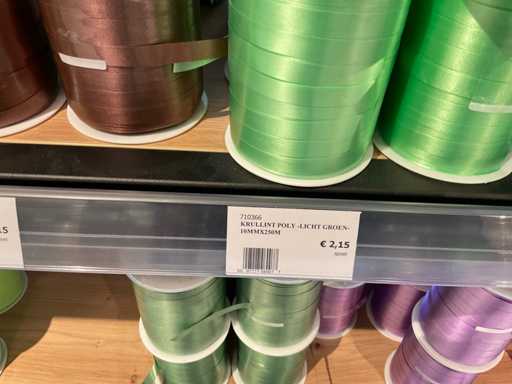 710366
KRULLINT POLY -LICHT GROEN-
10MMX250M
€ 2,15